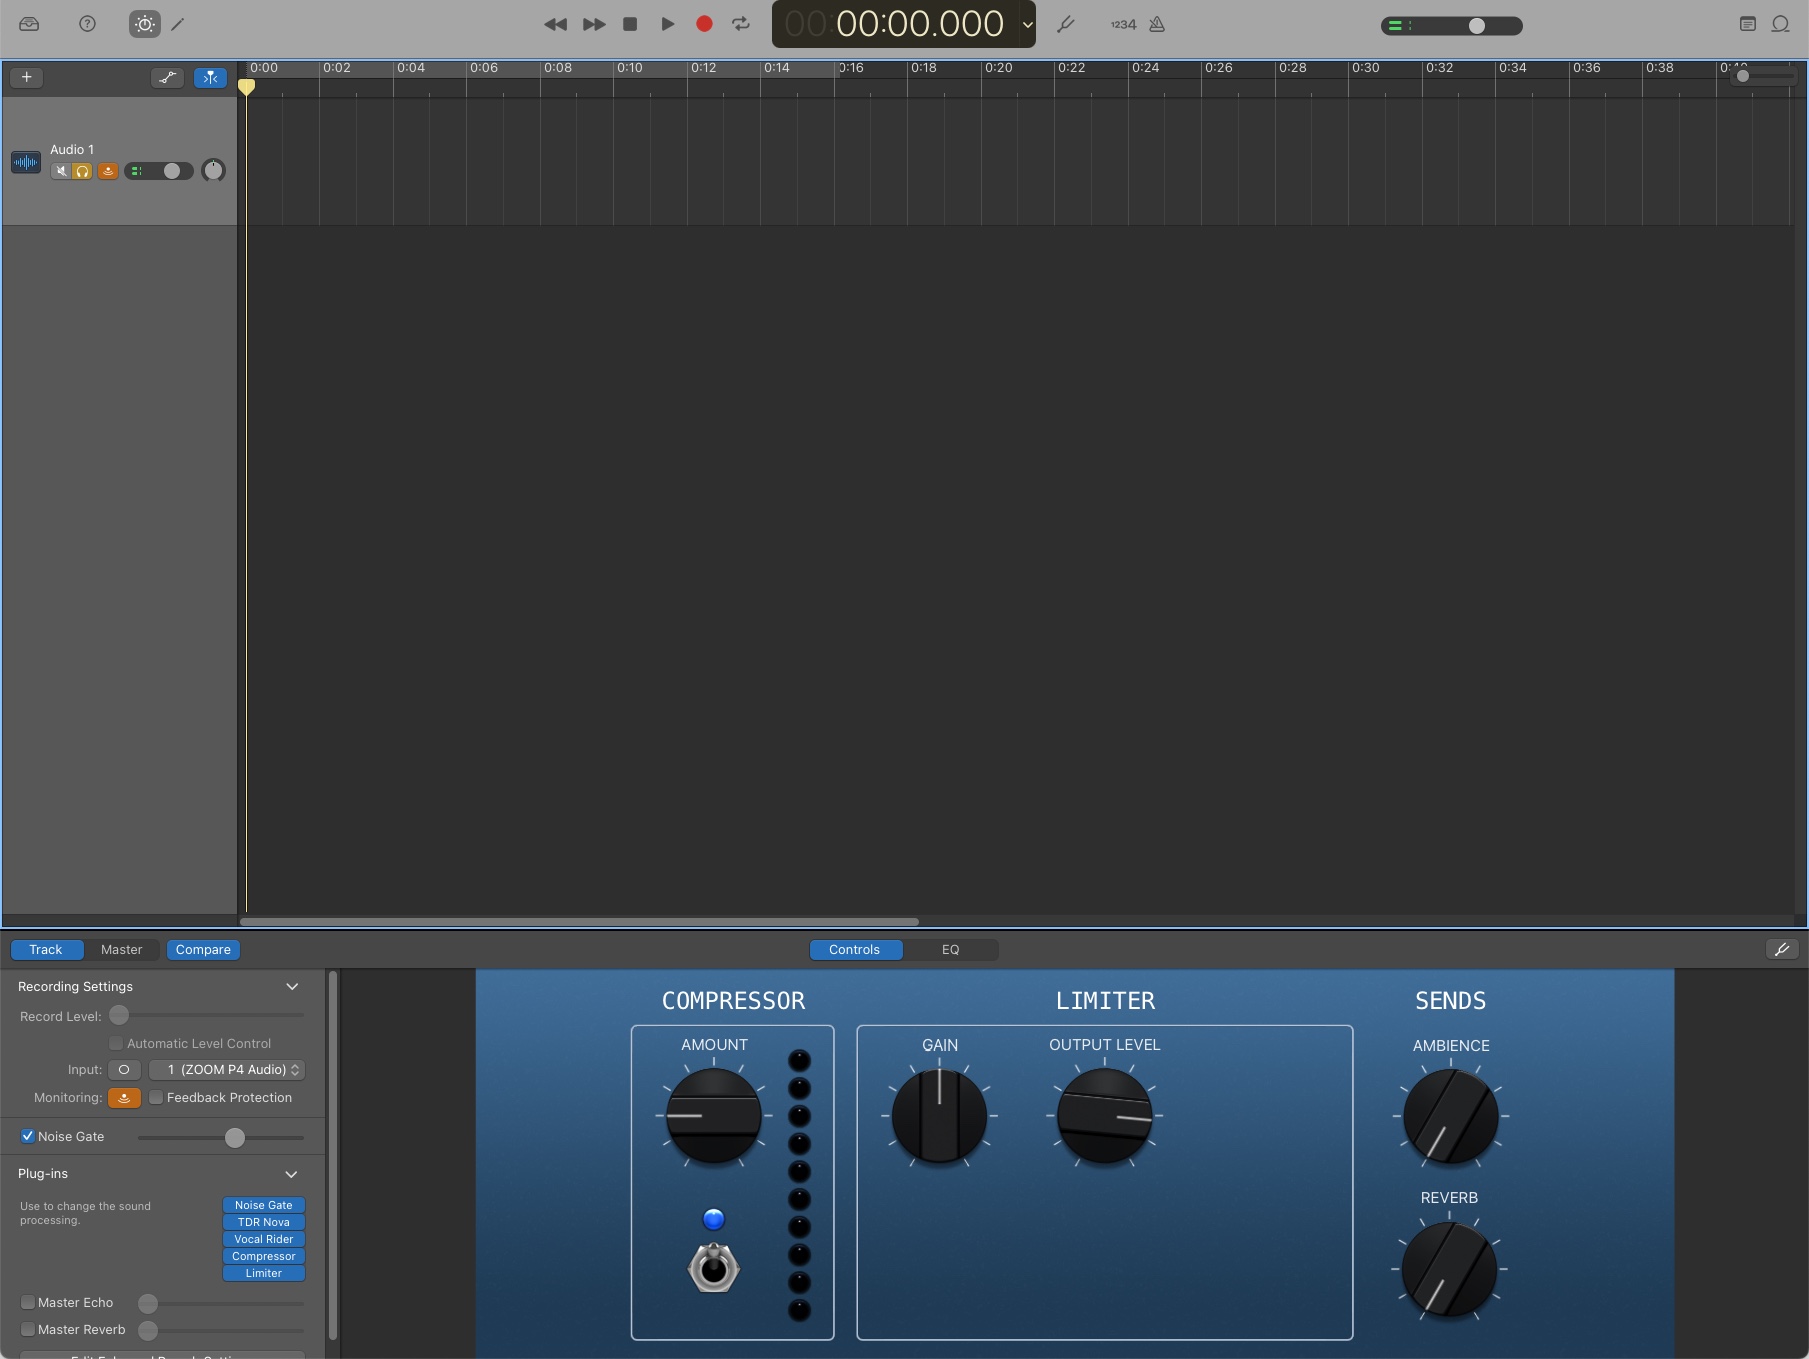 00:00:00.000
1234
0:00 0:02 0:04 0:06 0:08 0:10 0:12 0:14 0:16 0:18 0:20 0:22 0:24 0:26 0:28 0:30 0:32 0:34 0:36 0:38
Audio 1
Track Master Compare Controls EQ
Recording Settings
Record Level:
Automatic Level Control
Input: 1 (ZOOM P4 Audio)
Monitoring: Feedback Protection
Noise Gate
Plug-ins
Use to change the sound
processing.
Noise Gate
TDR Nova
Vocal Rider
Compressor
Limiter
Master Echo
Master Reverb
COMPRESSOR
AMOUNT
LIMITER
GAIN OUTPUT LEVEL
SENDS
AMBIENCE
REVERB